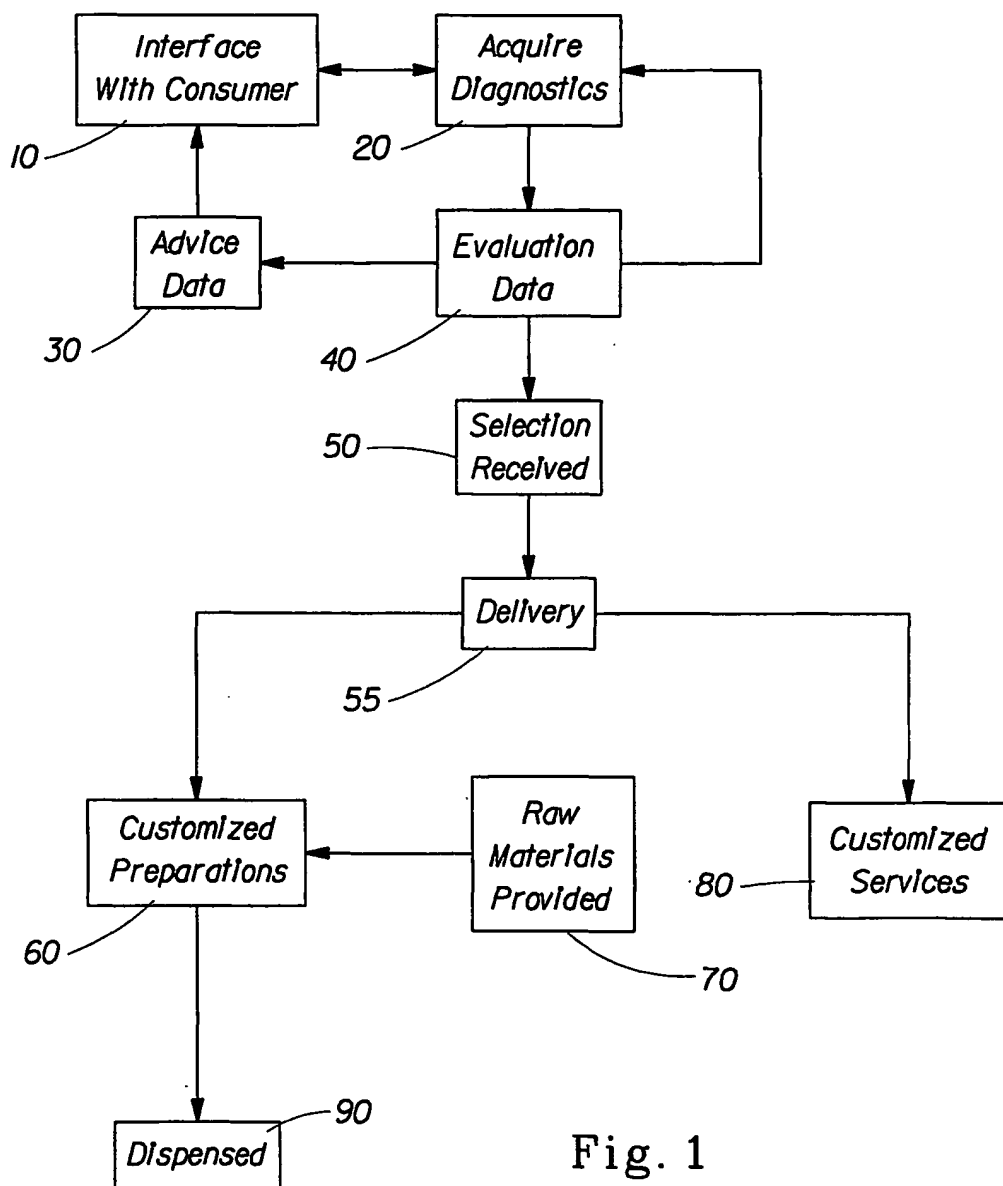 Interface
With Consumer
10
Acquire
Diagnostics
20
Advice
Data
30
Evaluation
Data
40
Selection
Received
50
Delivery
55
Customized
Preparations
60
Raw
Materials
Provided
70
Customized
Services
80
Dispensed
90
Fig. 1